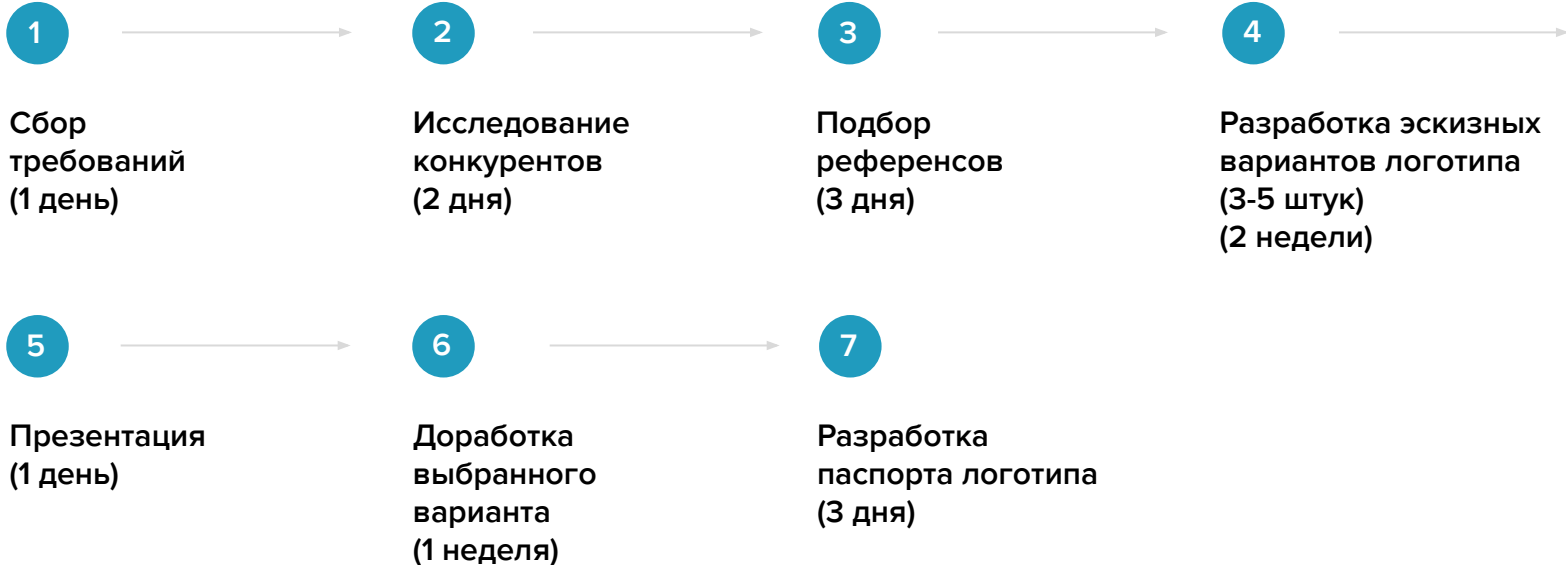 1
Сбор
требований
(1 день)
2
Исследование
конкурентов
(2 дня)
3
Подбор
референсов
(3 дня)
4
Разработка эскизных
вариантов логотипа
(3-5 штук)
(2 недели)
5
Презентация
(1 день)
6
Доработка
выбранного
варианта
(1 неделя)
7
Разработка
паспорта логотипа
(3 дня)